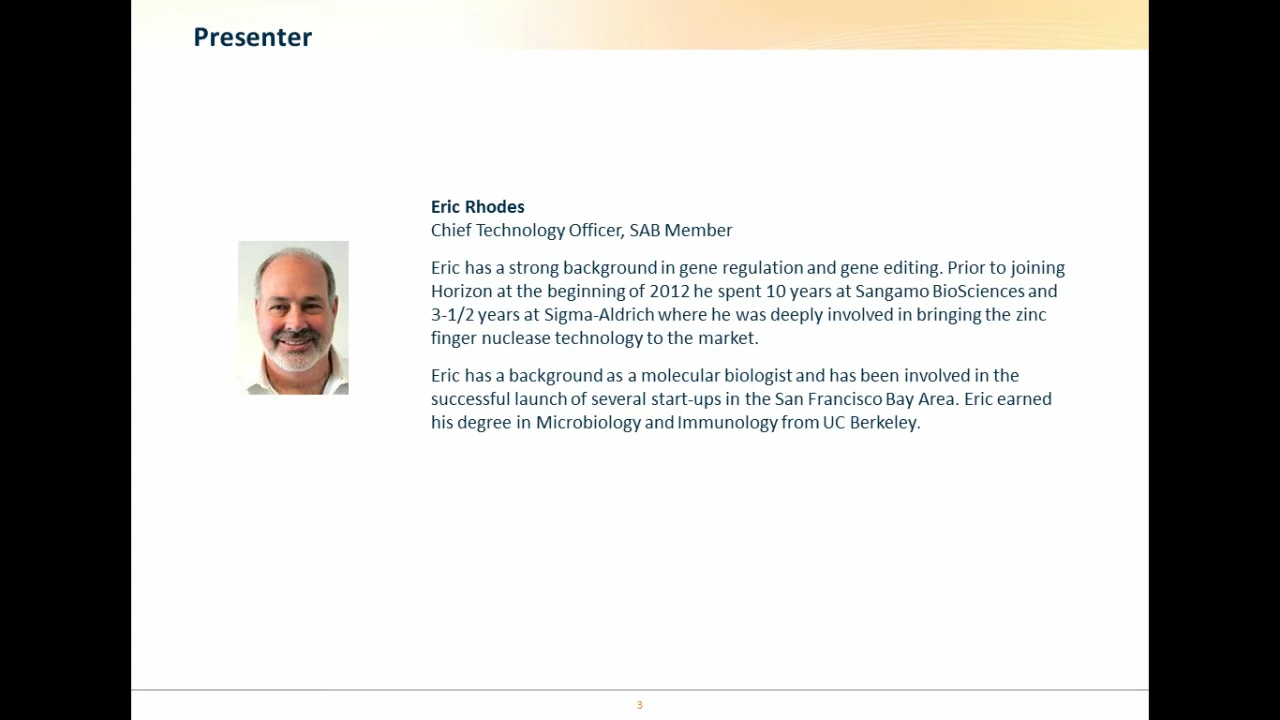 Presenter
Eric Rhodes
Chief Technology Officer, SAB Member
Eric has a strong background in gene regulation and gene editing. Prior to joining
Horizon at the beginning of 2012 he spent 10 years at Sangamo BioSciences and
3-1/2 years at Sigma-Aldrich where he was deeply involved in bringing the zinc
finger nuclease technology to the market.
Eric has a background as a molecular biologist and has been involved in the
successful launch of several start-ups in the San Francisco Bay Area. Eric earned
his degree in Microbiology and Immunology from UC Berkeley.
3